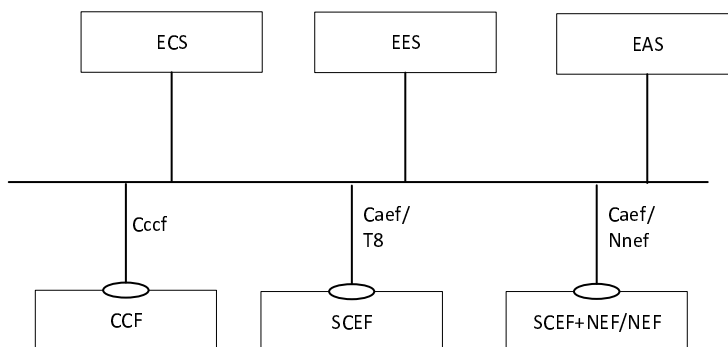 ECS
EES
EAS
Cccf
Caef/
T8
Caef/
Nnef
CCF
SCEF
SCEF+NEF/NEF